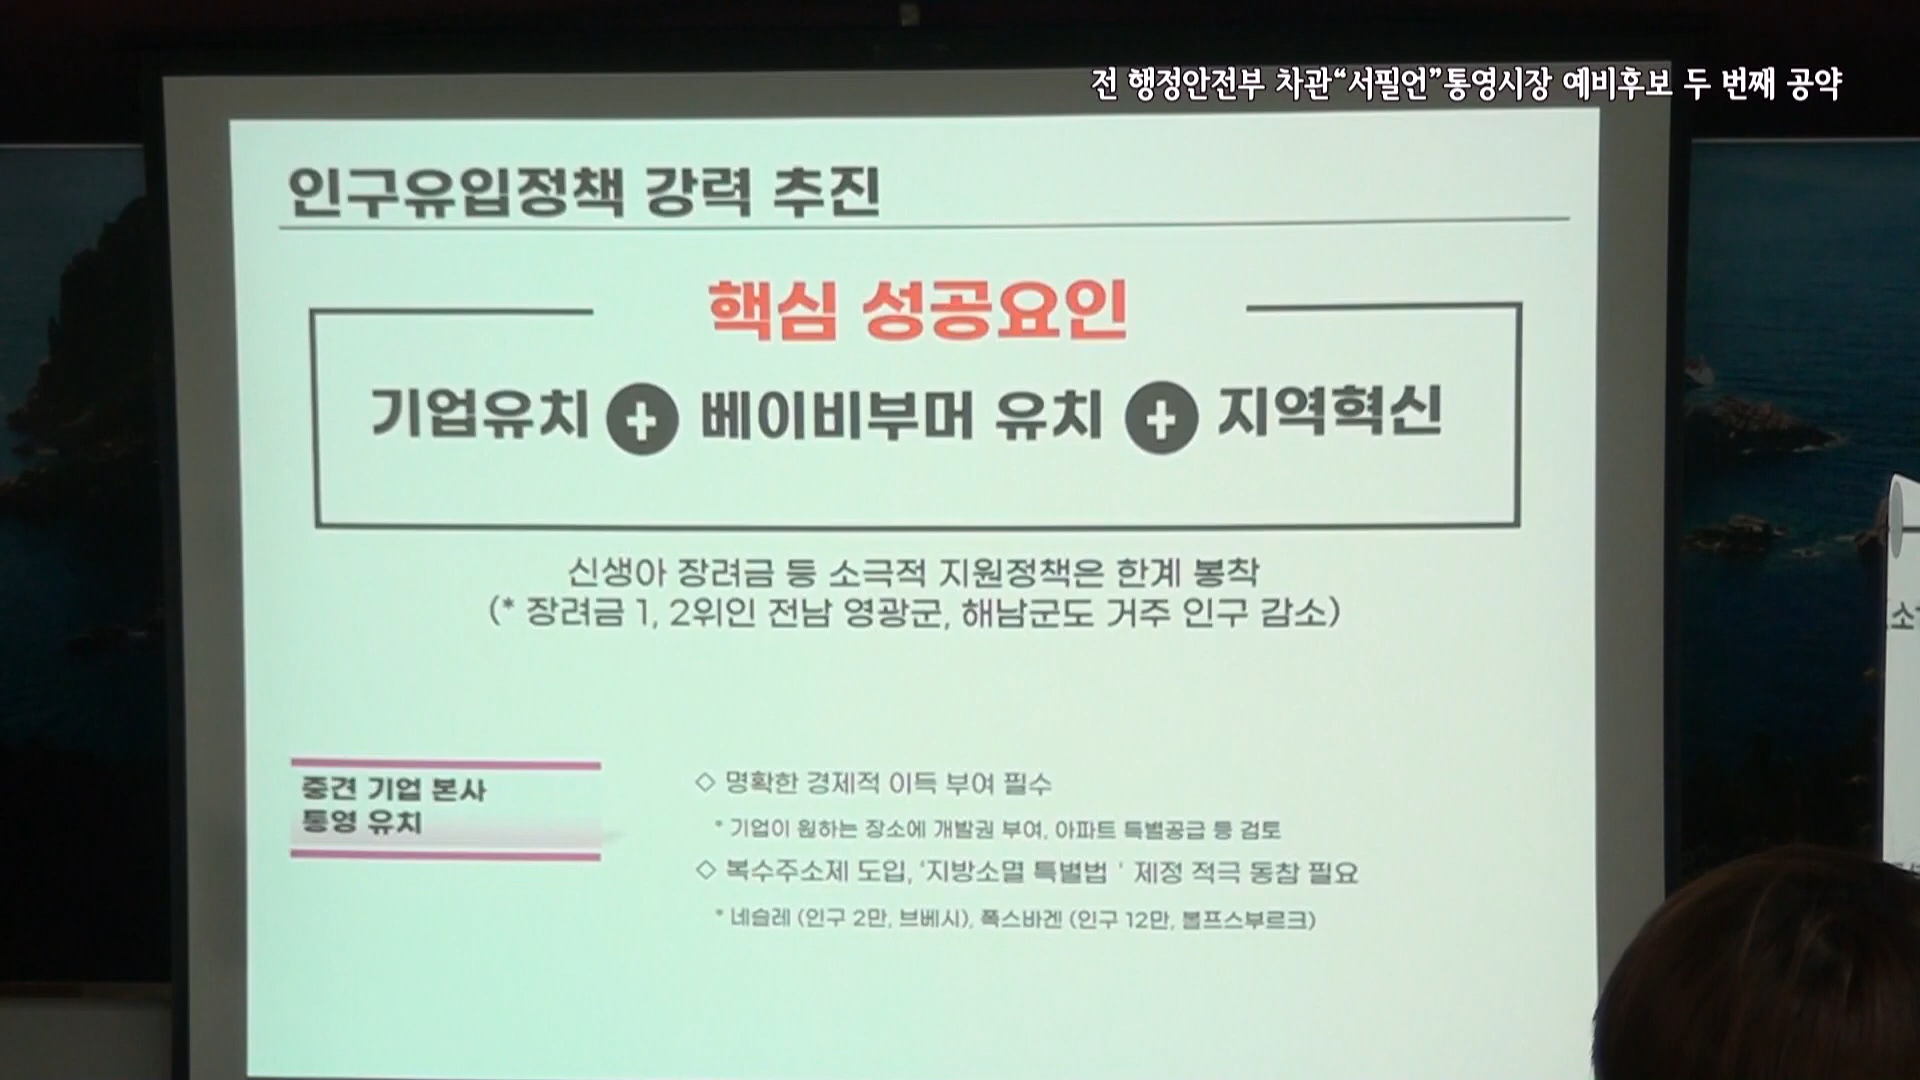 전 행정안전부 차관“서필언”통영시장 예비후보 두 번째 공약
인구유입정책 강력 추진
핵심 성공요인
기업유치 + 베이비부머 유치 + 지역혁신
신생아 장려금 등 소극적 지원정책은 한계 봉착
(* 장려금 1, 2위인 전남 영광군, 해남군도 거주 인구 감소)
중견 기업 본사
통영 유치
◇ 명확한 경제적 이득 부여 필수
* 기업이 원하는 장소에 개발권 부여, 아파트 특별공급 등 검토
◇ 복수주소제 도입, ‘지방소멸 특별법 ’ 제정 적극 동참 필요
* 네슬레 (인구 2만, 브베시), 폭스바겐 (인구 12만, 볼프스부르크)